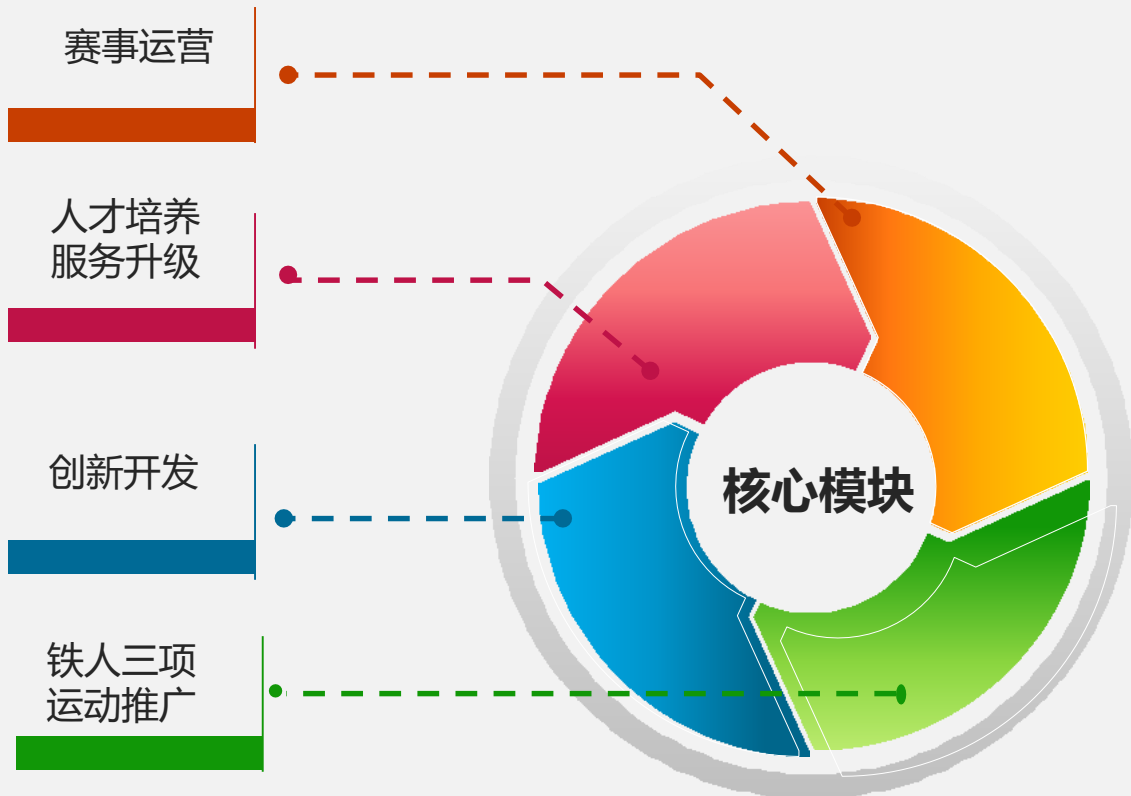 赛事运营
人才培养
服务升级
创新开发
核心模块
铁人三项
运动推广